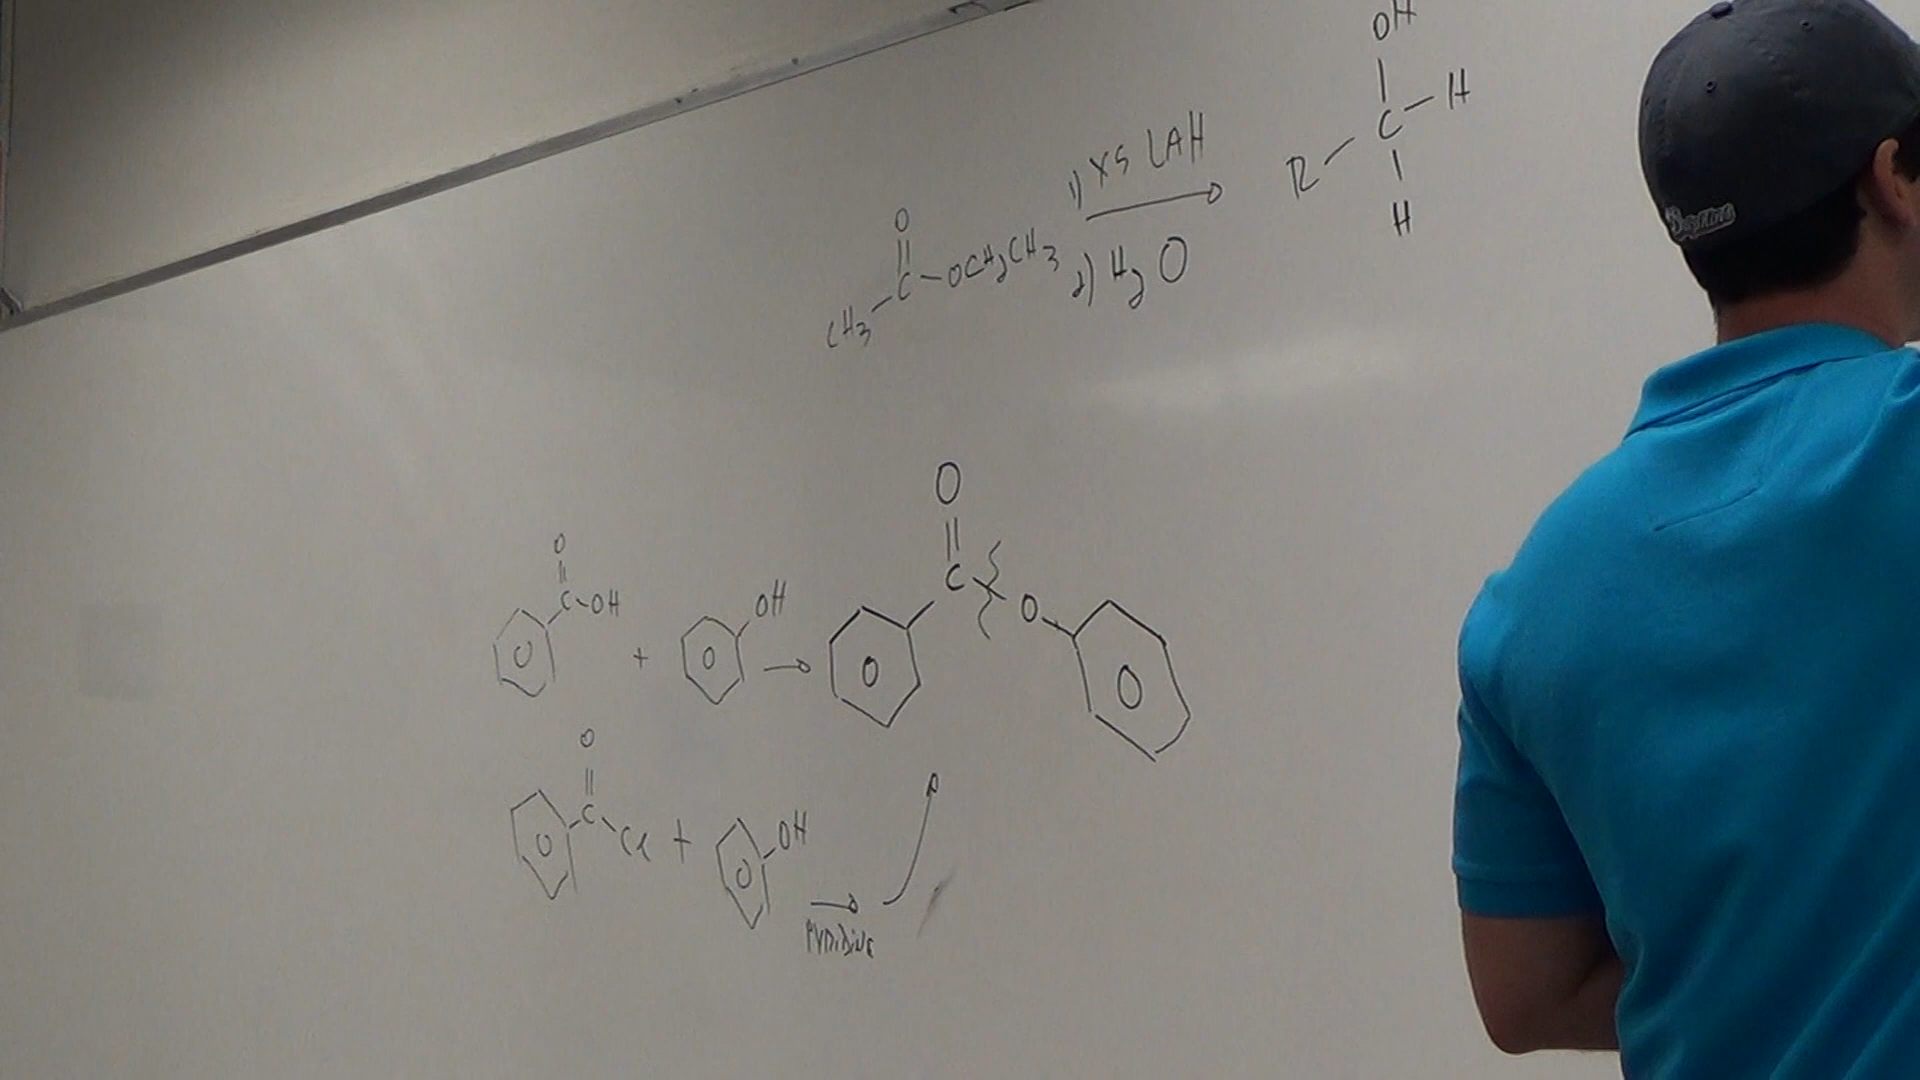 OH
1) XS LAH
C-H
R
H
O
CH3 C-OCH2CH3
2) H2O
O
C O
O
C-OH + OH →
O
C Cl + OH →
Pyridine